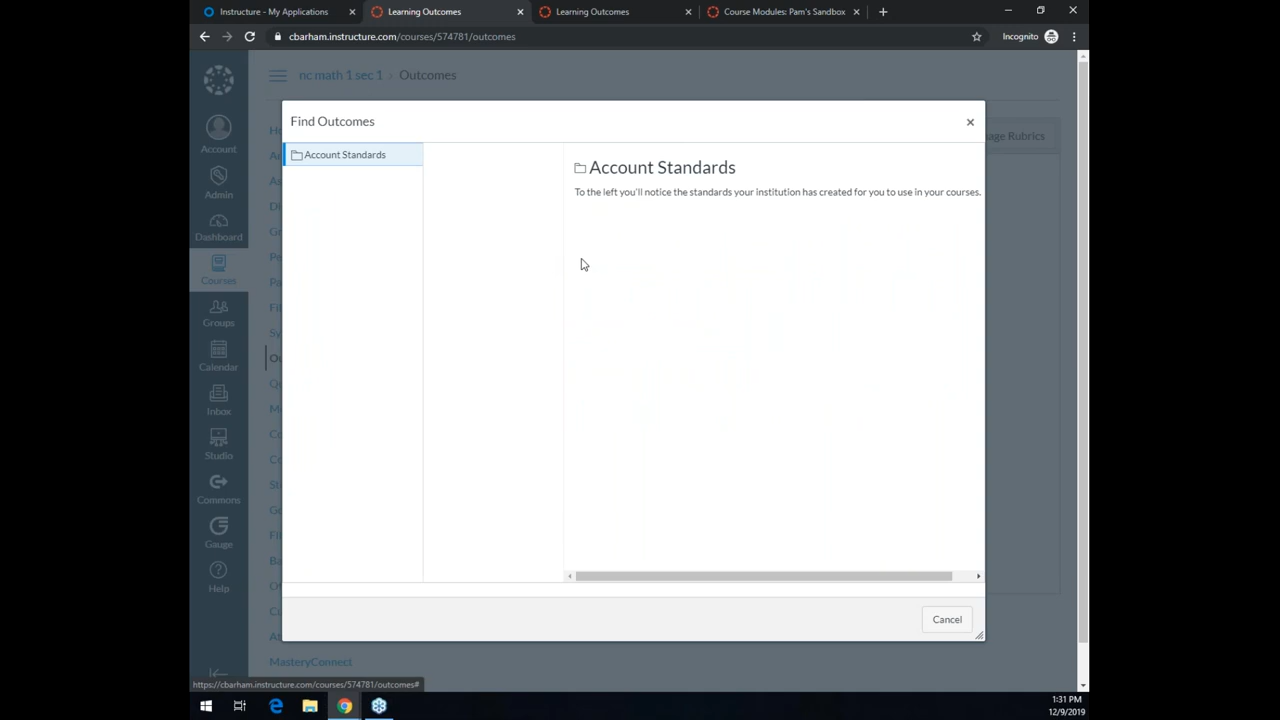 Instructure - My Applications
Learning Outcomes
Learning Outcomes
Course Modules: Pam's Sandbox
cbarham.instructure.com/courses/574781/outcomes
Incognito
nc math 1 sec 1 › Outcomes
Find Outcomes
age Rubrics
Account Standards
Account Standards
To the left you'll notice the standards your institution has created for you to use in your courses.
Account
Admin
Dashboard
Courses
Groups
Calendar
Inbox
Studio
Commons
Gauge
Help
Cancel
MasteryConnect
https://cbarham.instructure.com/courses/574781/outcomes#
1:31 PM
12/9/2019